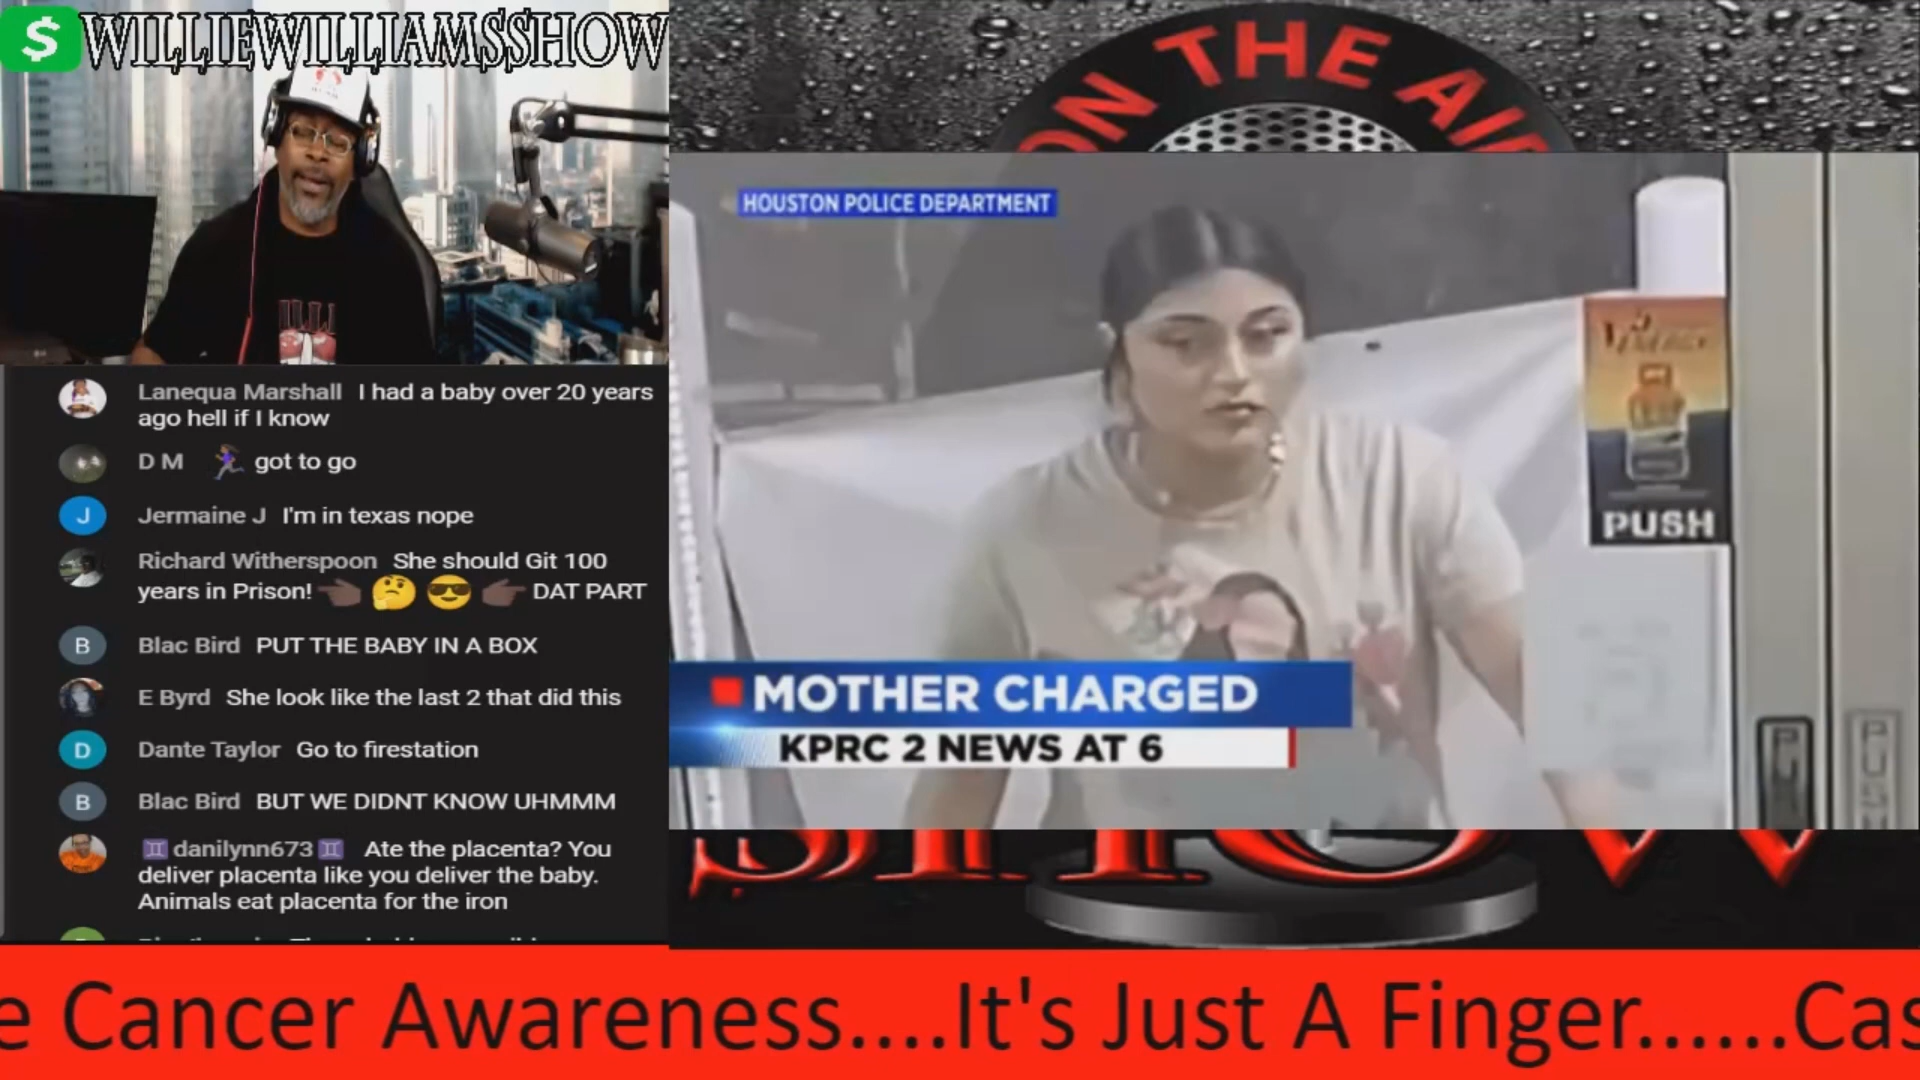 $ WILLIEWILLIAMSSHOW
ON THE AIR
HOUSTON POLICE DEPARTMENT
PUSH
MOTHER CHARGED
KPRC 2 NEWS AT 6
PUSH
SHOW
Lanequa Marshall I had a baby over 20 years
ago hell if I know
D M 🏃🏾‍♀️ got to go
J
Jermaine J I'm in texas nope
Richard Witherspoon She should Git 100
years in Prison! 👈🏿 🤔 😎 👉🏿 DAT PART
B
Blac Bird PUT THE BABY IN A BOX
E Byrd She look like the last 2 that did this
D
Dante Taylor Go to firestation
B
Blac Bird BUT WE DIDNT KNOW UHMMM
♊danilynn673♊ Ate the placenta? You
deliver placenta like you deliver the baby.
Animals eat placenta for the iron
e Cancer Awareness....It's Just A Finger......Cas